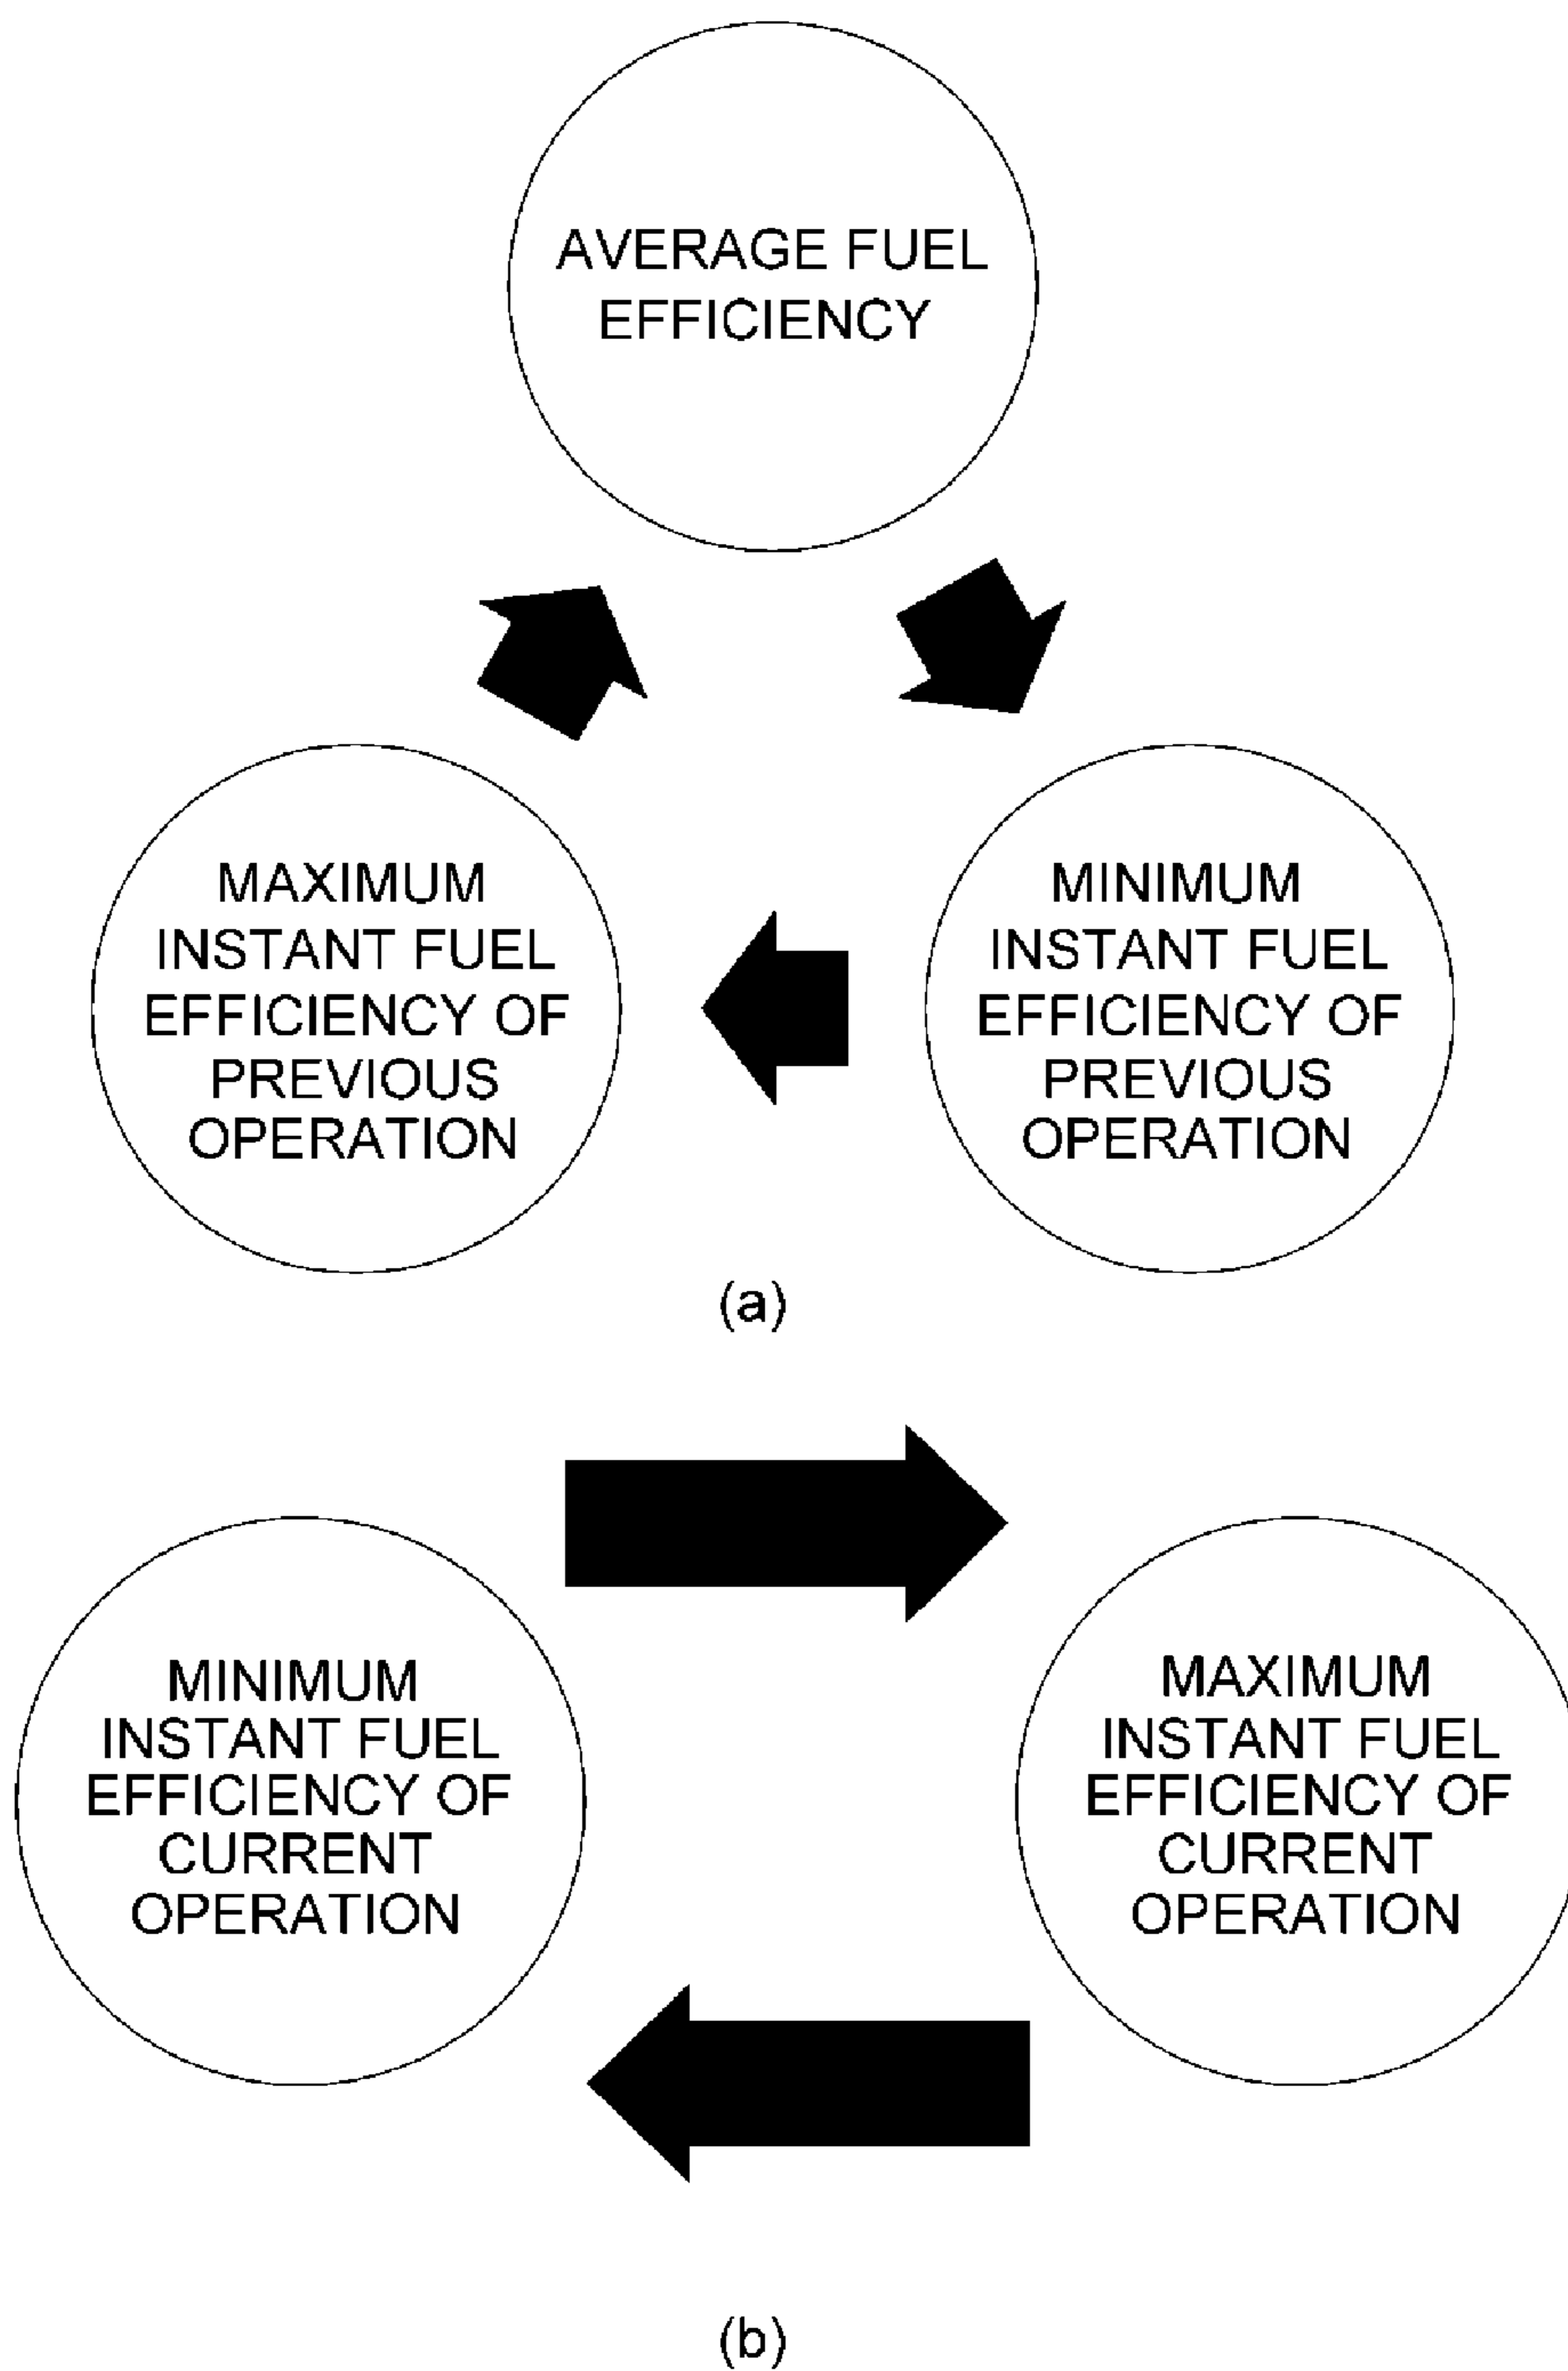 AVERAGE FUEL
EFFICIENCY
MAXIMUM
INSTANT FUEL
EFFICIENCY OF
PREVIOUS
OPERATION
MINIMUM
INSTANT FUEL
EFFICIENCY OF
PREVIOUS
OPERATION
(a)
MINIMUM
INSTANT FUEL
EFFICIENCY OF
CURRENT
OPERATION
MAXIMUM
INSTANT FUEL
EFFICIENCY OF
CURRENT
OPERATION
(b)